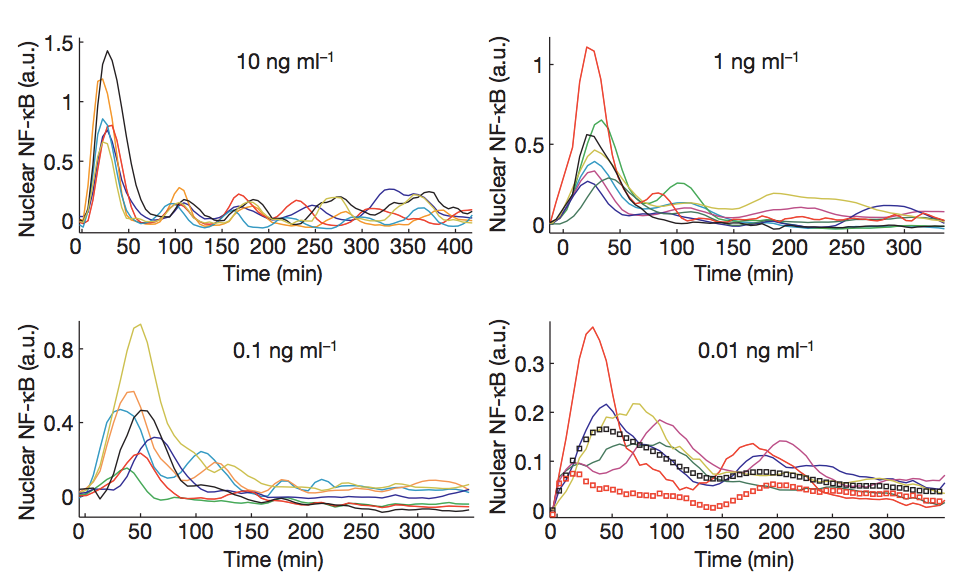 10 ng ml⁻¹
Nuclear NF-κB (a.u.)
1.5
1
0.5
0
0 50 100 150 200 250 300 350 400
Time (min)
1 ng ml⁻¹
Nuclear NF-κB (a.u.)
1
0.5
0
0 50 100 150 200 250 300
Time (min)
0.1 ng ml⁻¹
Nuclear NF-κB (a.u.)
0.8
0.4
0
0 50 100 150 200 250 300
Time (min)
0.01 ng ml⁻¹
Nuclear NF-κB (a.u.)
0.3
0.2
0.1
0
0 50 100 150 200 250 300
Time (min)